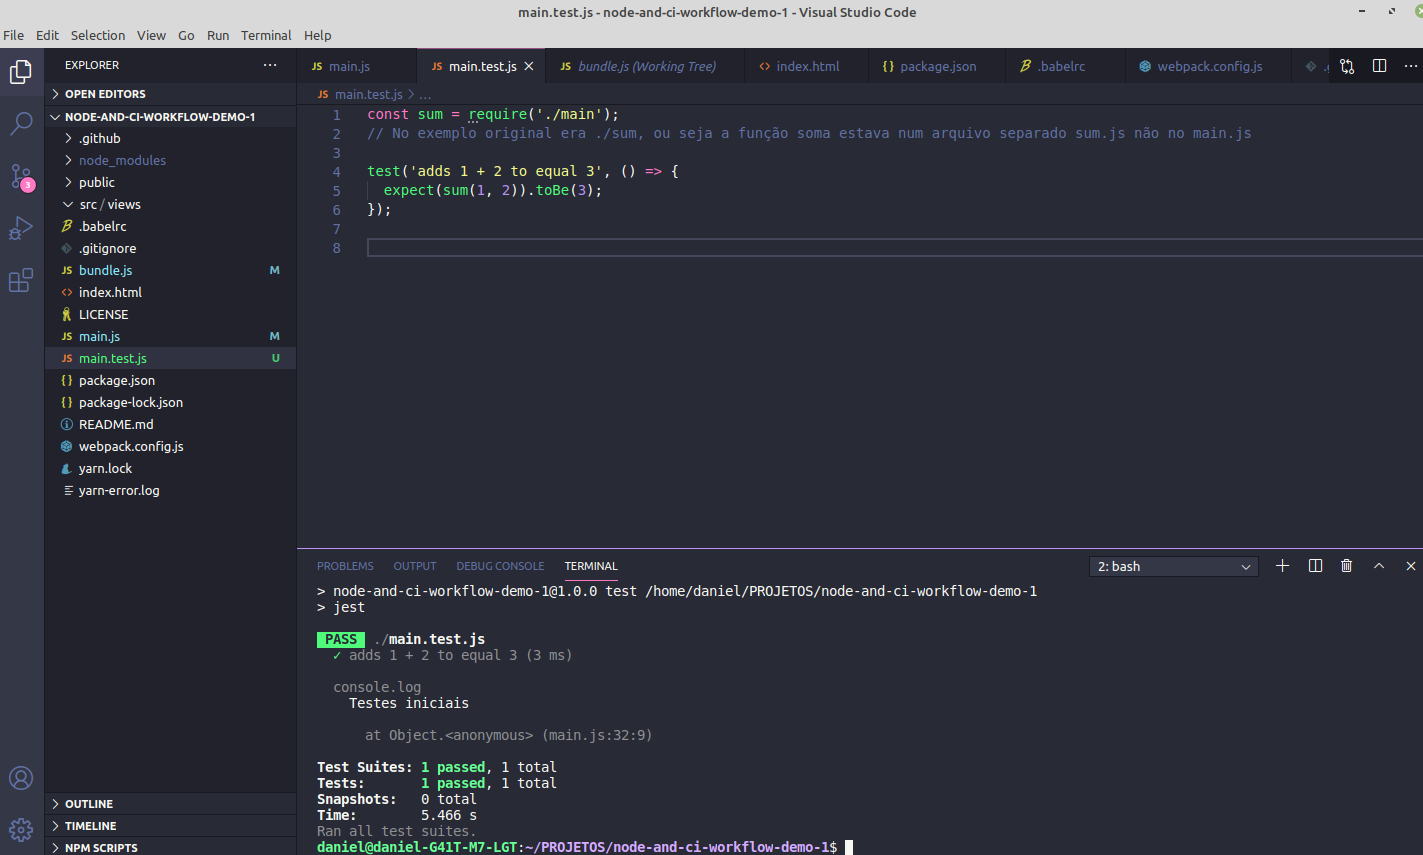 main.test.js - node-and-ci-workflow-demo-1 - Visual Studio Code
File Edit Selection View Go Run Terminal Help
EXPLORER
OPEN EDITORS
NODE-AND-CI-WORKFLOW-DEMO-1
.github
node_modules
public
src / views
.babelrc
.gitignore
JS bundle.js M
<> index.html
LICENSE
JS main.js M
JS main.test.js U
{} package.json
{} package-lock.json
README.md
webpack.config.js
yarn.lock
yarn-error.log
OUTLINE
TIMELINE
NPM SCRIPTS
3
JS main.js JS main.test.js JS bundle.js (Working Tree) <> index.html {} package.json .babelrc webpack.config.js
JS main.test.js > ...
1 const sum = require('./main');
2 // No exemplo original era ./sum, ou seja a função soma estava num arquivo separado sum.js não no main.js
3
4 test('adds 1 + 2 to equal 3', () => {
5 expect(sum(1, 2)).toBe(3);
6 });
7
8
PROBLEMS OUTPUT DEBUG CONSOLE TERMINAL 2: bash
> node-and-ci-workflow-demo-1@1.0.0 test /home/daniel/PROJETOS/node-and-ci-workflow-demo-1
> jest
PASS ./main.test.js
✓ adds 1 + 2 to equal 3 (3 ms)
console.log
Testes iniciais
at Object.<anonymous> (main.js:32:9)
Test Suites: 1 passed, 1 total
Tests: 1 passed, 1 total
Snapshots: 0 total
Time: 5.466 s
Ran all test suites.
daniel@daniel-G41T-M7-LGT:~/PROJETOS/node-and-ci-workflow-demo-1$